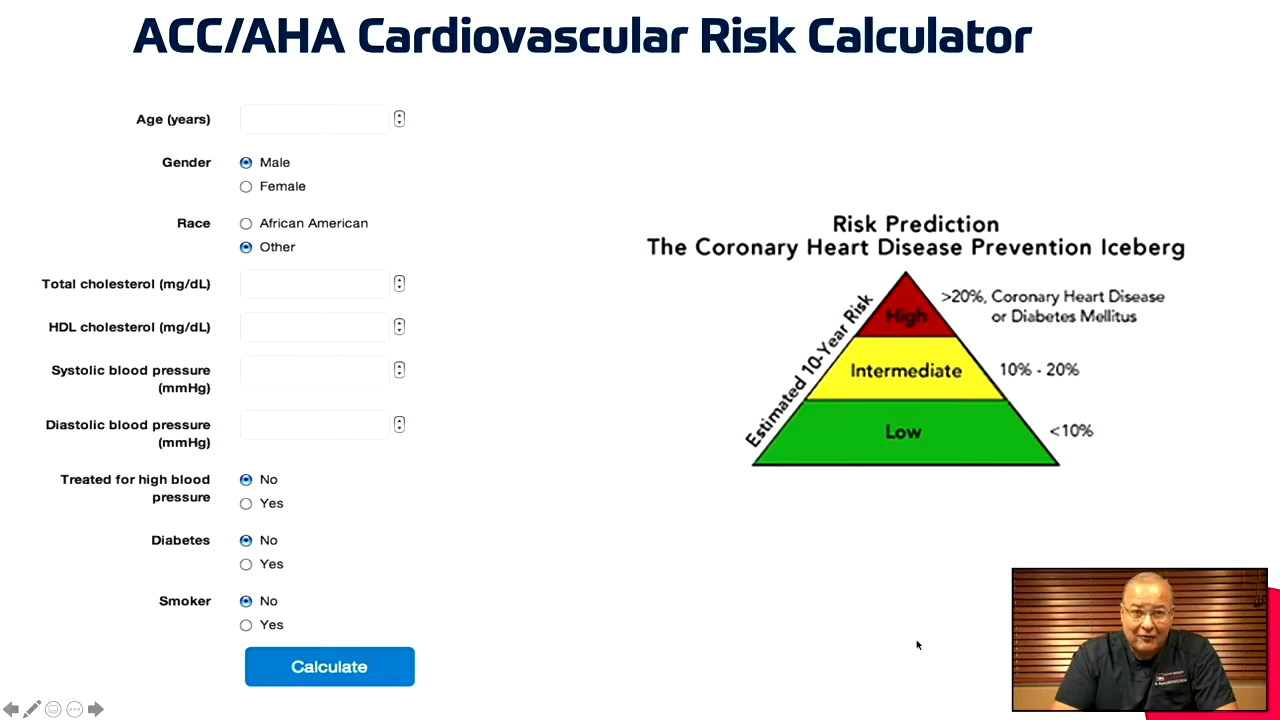 ACC/AHA Cardiovascular Risk Calculator
Age (years)
Gender
Male
Female
Race
African American
Other
Total cholesterol (mg/dL)
HDL cholesterol (mg/dL)
Systolic blood pressure
(mmHg)
Diastolic blood pressure
(mmHg)
Treated for high blood
pressure
No
Yes
Diabetes
No
Yes
Smoker
No
Yes
Calculate
Risk Prediction
The Coronary Heart Disease Prevention Iceberg
Estimated 10-Year Risk
High
>20%, Coronary Heart Disease
or Diabetes Mellitus
Intermediate
10% - 20%
Low
<10%